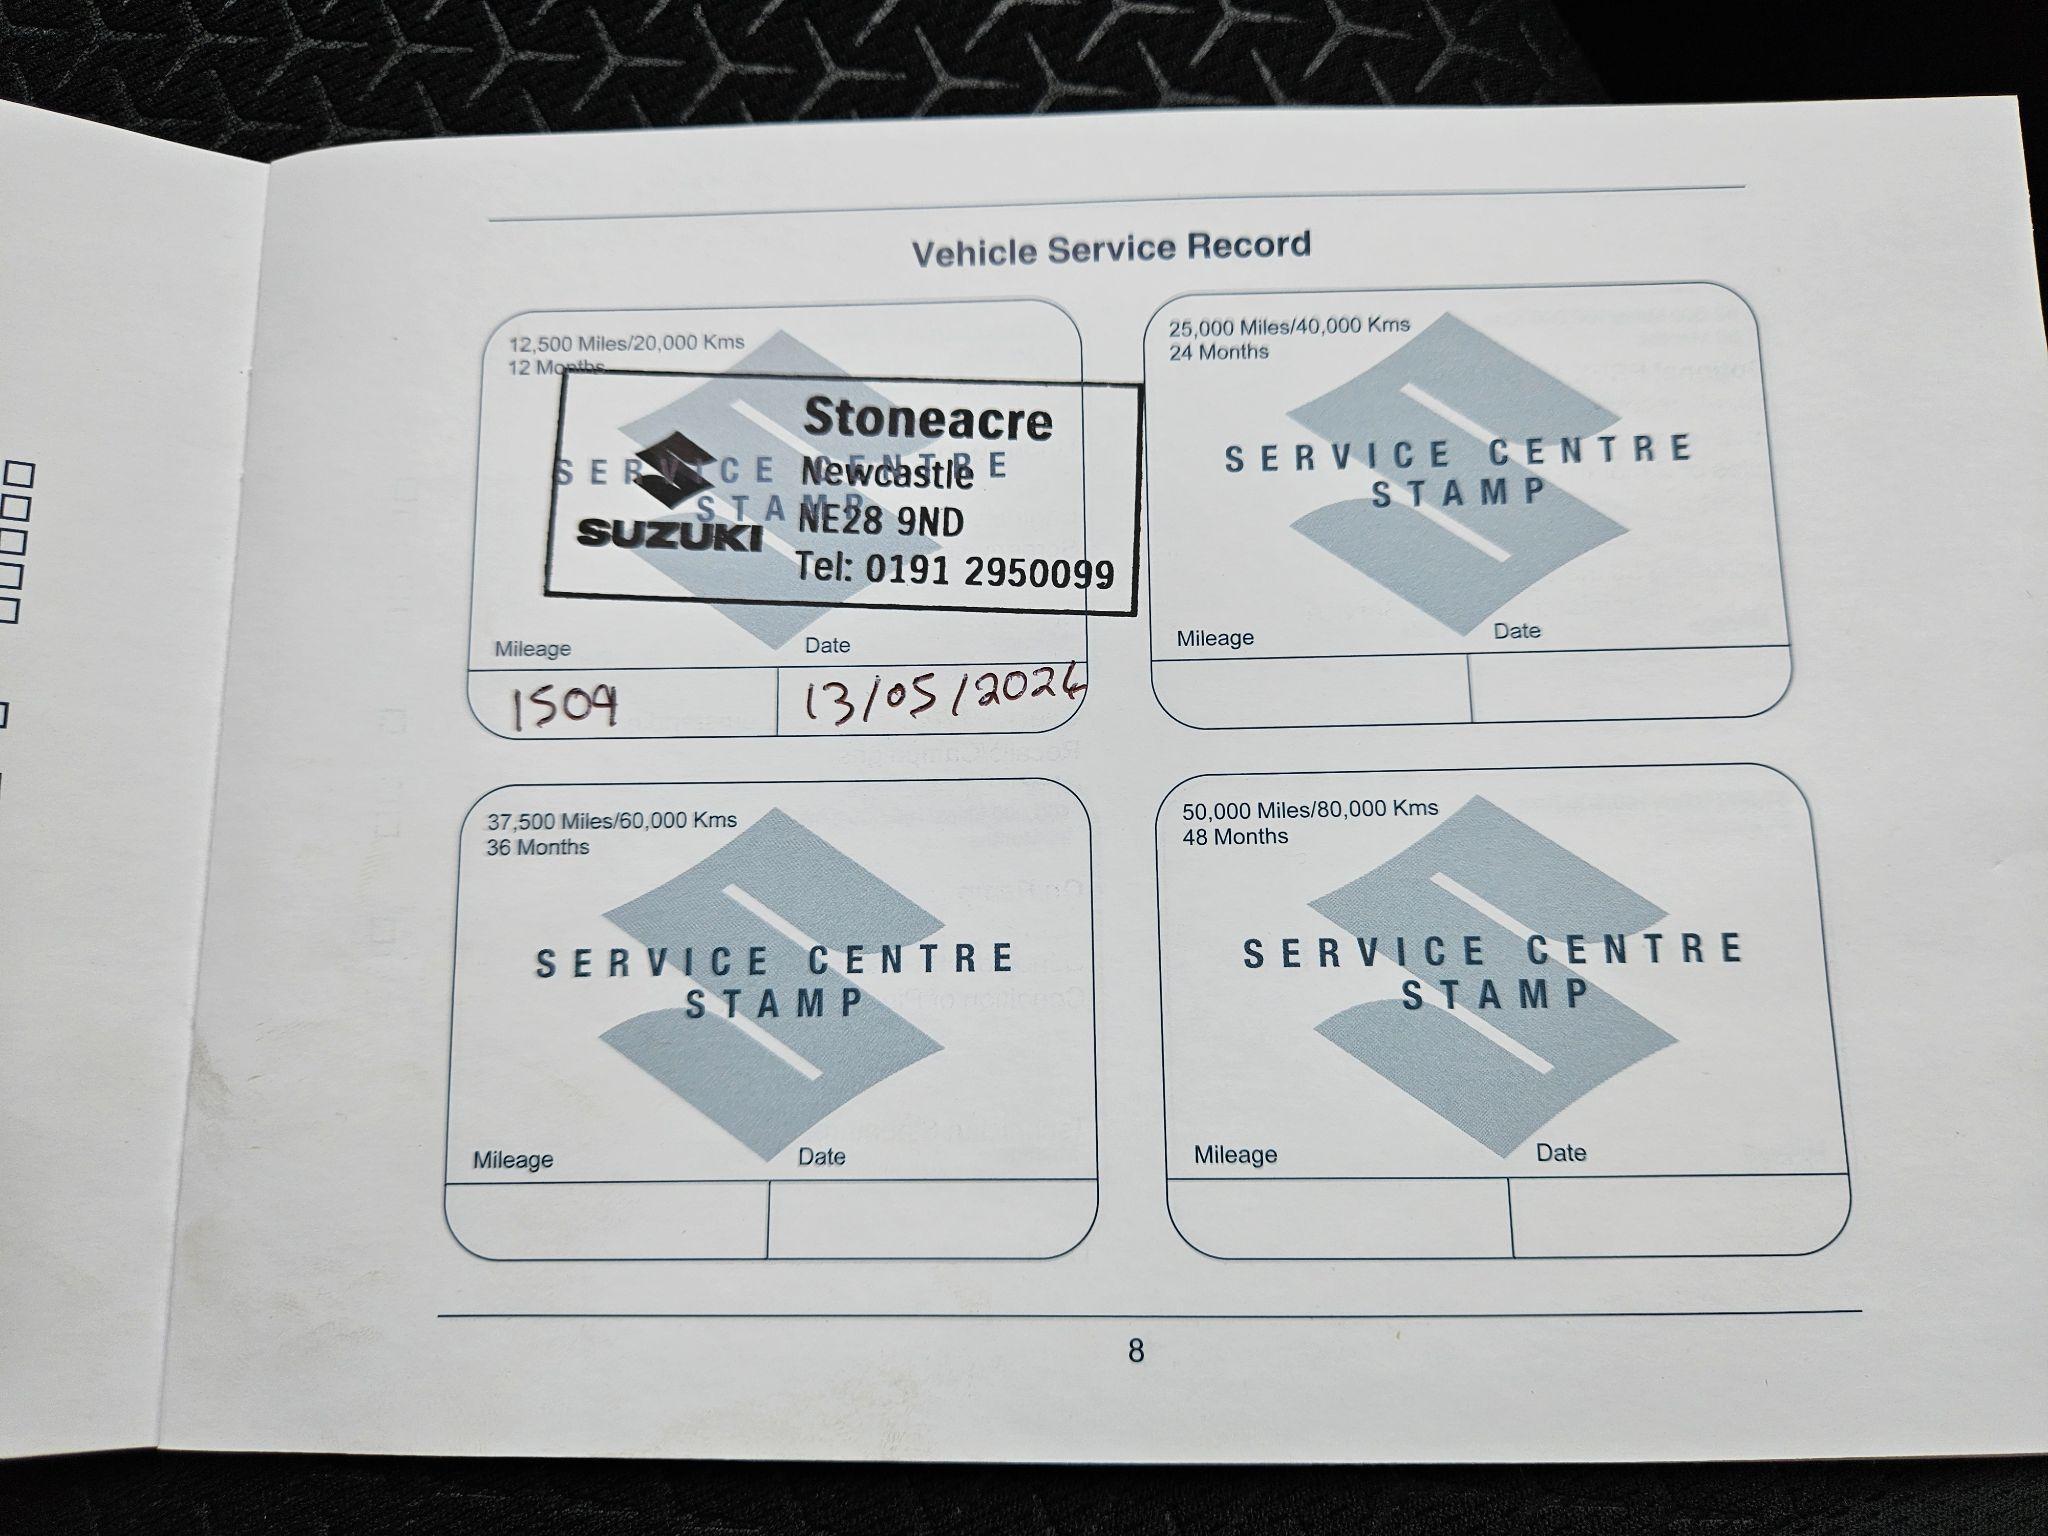 Vehicle Service Record
12,500 Miles/20,000 Kms
12 Months
SERVICE CENTRE
STAMP
SUZUKI
Stoneacre
Newcastle
NE28 9ND
Tel: 0191 2950099
Mileage Date
1509 13/05/2024
25,000 Miles/40,000 Kms
24 Months
SERVICE CENTRE
STAMP
Mileage Date
37,500 Miles/60,000 Kms
36 Months
SERVICE CENTRE
STAMP
Mileage Date
50,000 Miles/80,000 Kms
48 Months
SERVICE CENTRE
STAMP
Mileage Date
8